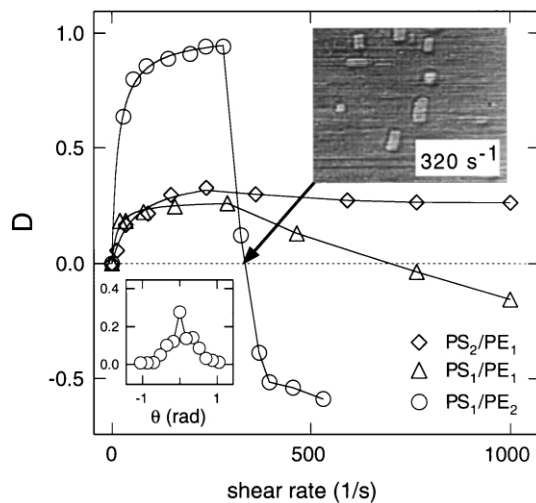 1.0
0.5
0.0
-0.5
D
320 s⁻¹
0.4
0.2
0.0
-1 0 1
θ (rad)
PS₂/PE₁
PS₁/PE₁
PS₁/PE₂
0 500 1000
shear rate (1/s)